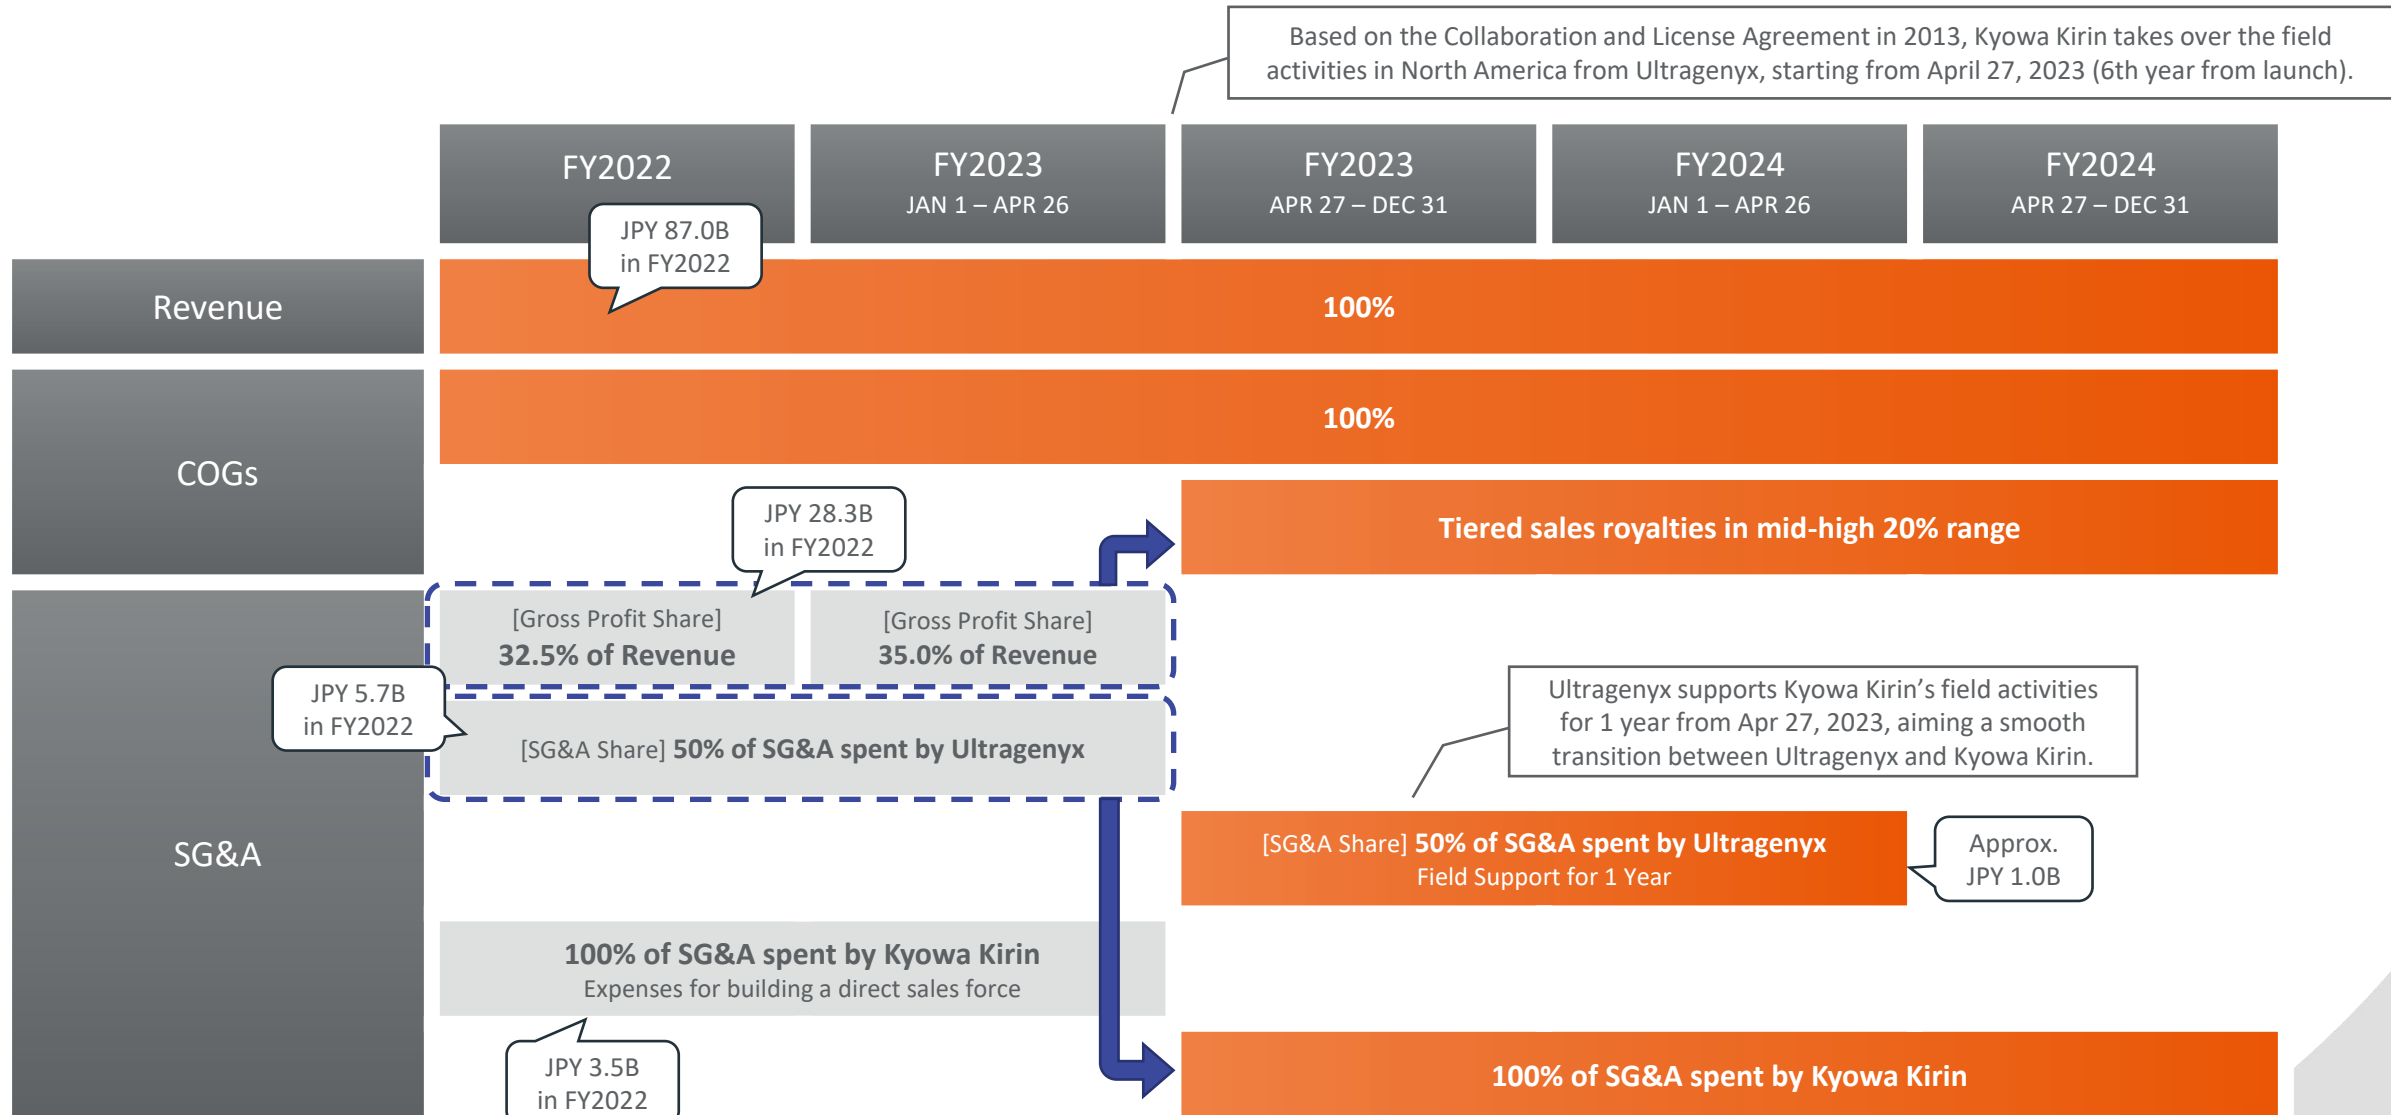 Based on the Collaboration and License Agreement in 2013, Kyowa Kirin takes over the field
activities in North America from Ultragenyx, starting from April 27, 2023 (6th year from launch).
FY2022
FY2023
JAN 1 – APR 26
FY2023
APR 27 – DEC 31
FY2024
JAN 1 – APR 26
FY2024
APR 27 – DEC 31
JPY 87.0B
in FY2022
Revenue
100%
COGs
100%
JPY 28.3B
in FY2022
Tiered sales royalties in mid-high 20% range
SG&A
[Gross Profit Share]
32.5% of Revenue
[Gross Profit Share]
35.0% of Revenue
JPY 5.7B
in FY2022
[SG&A Share] 50% of SG&A spent by Ultragenyx
Ultragenyx supports Kyowa Kirin’s field activities
for 1 year from Apr 27, 2023, aiming a smooth
transition between Ultragenyx and Kyowa Kirin.
[SG&A Share] 50% of SG&A spent by Ultragenyx
Field Support for 1 Year
Approx.
JPY 1.0B
100% of SG&A spent by Kyowa Kirin
Expenses for building a direct sales force
JPY 3.5B
in FY2022
100% of SG&A spent by Kyowa Kirin